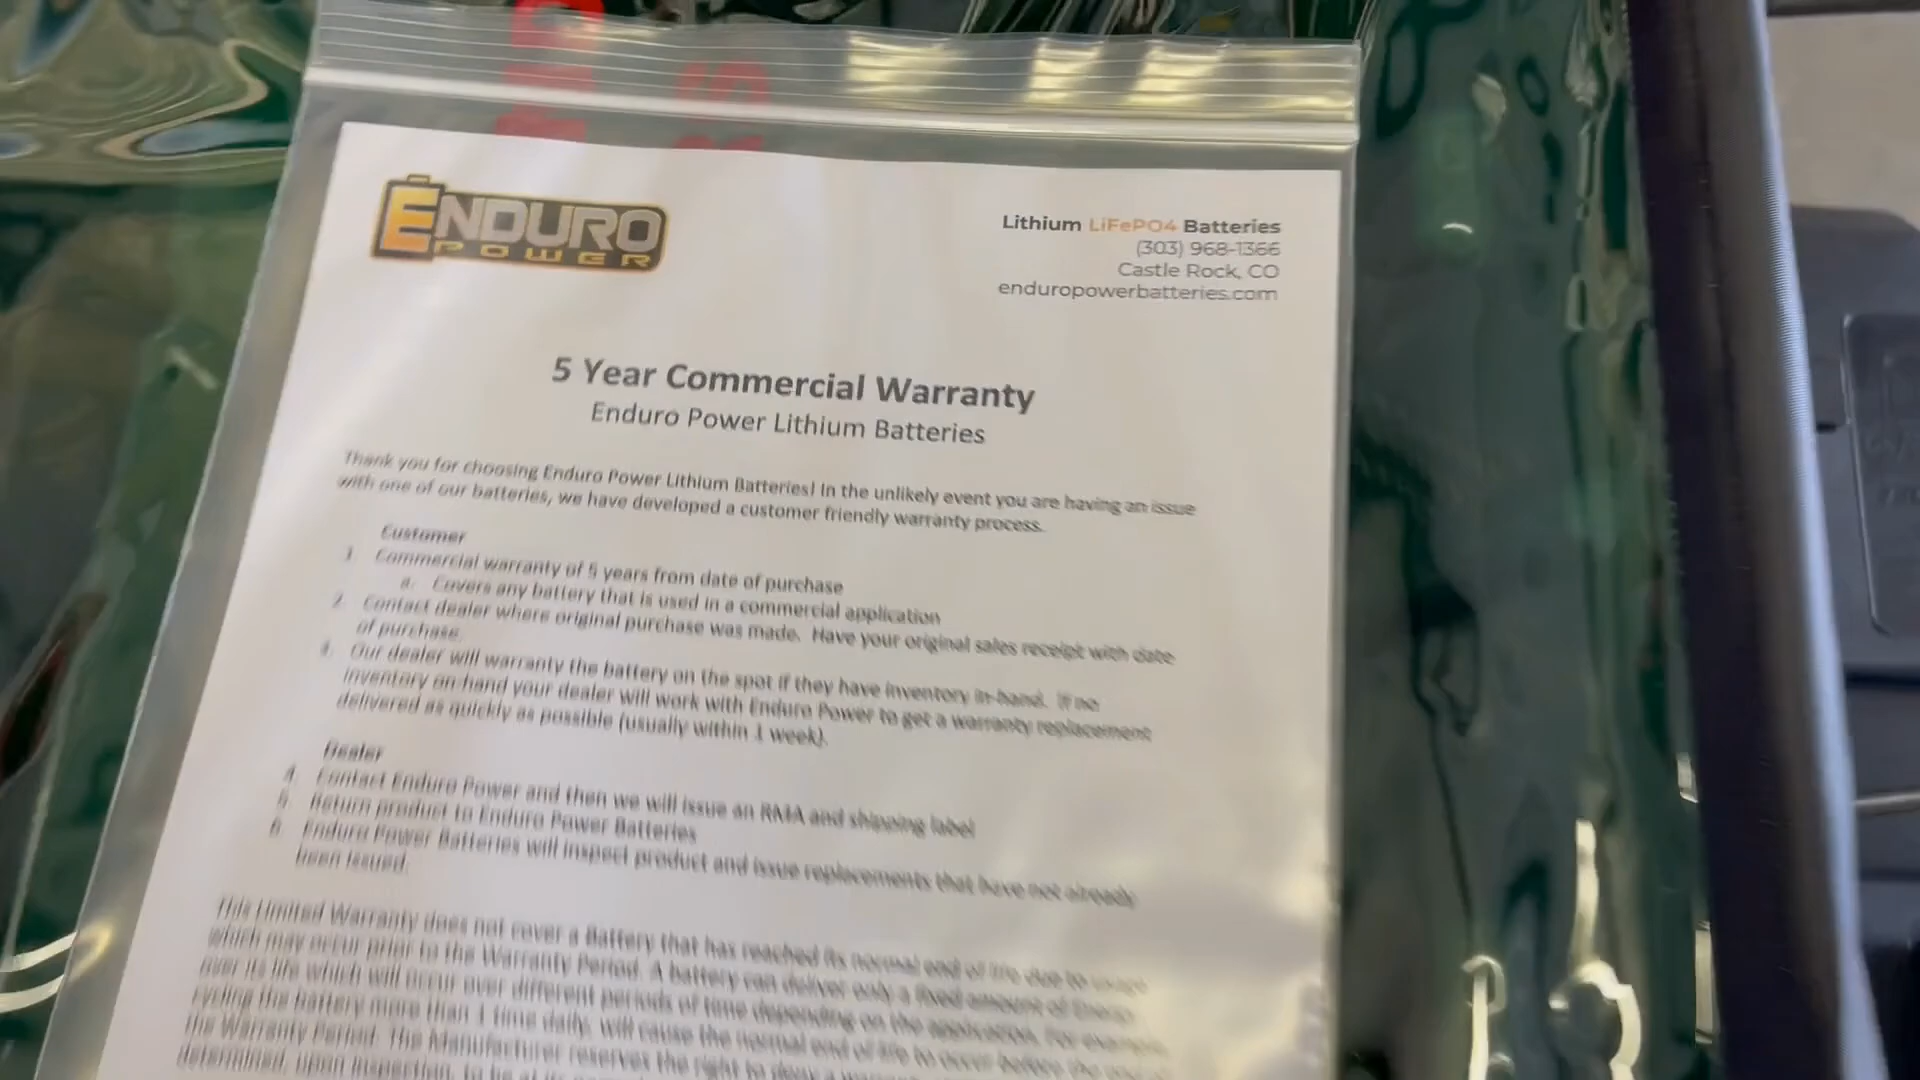 ENDURO
POWER
Lithium LiFePO4 Batteries
(303) 968-1366
Castle Rock, CO
enduropowerbatteries.com
5 Year Commercial Warranty
Enduro Power Lithium Batteries
Thank you for choosing Enduro Power Lithium Batteries! In the unlikely event you are having an issue
with one of our batteries, we have developed a customer friendly warranty process.
Customer
1. Commercial warranty of 5 years from date of purchase
a. Covers any battery that is used in a commercial application
2. Contact dealer where original purchase was made. Have your original sales receipt with date
of purchase.
3. Our dealer will warranty the battery on the spot if they have inventory in-hand. If no
inventory on-hand your dealer will work with Enduro Power to get a warranty replacement
delivered as quickly as possible (usually within 1 week).
Dealer
4. Contact Enduro Power and then we will issue an RMA and shipping label
5. Return product to Enduro Power Batteries
6. Enduro Power Batteries will inspect product and issue replacements that have not already
been issued.
This Limited Warranty does not cover a Battery that has reached its normal end of life due to usage
which may occur prior to the Warranty Period. A battery can deliver only a fixed amount of energy
over its life which will occur over different periods of time depending on the application. For example,
cycling the battery more than 1 time daily, will cause the normal end of life to occur before the end of
the Warranty Period. The Manufacturer reserves the right to deny a
determined, upon inspection, to be at its